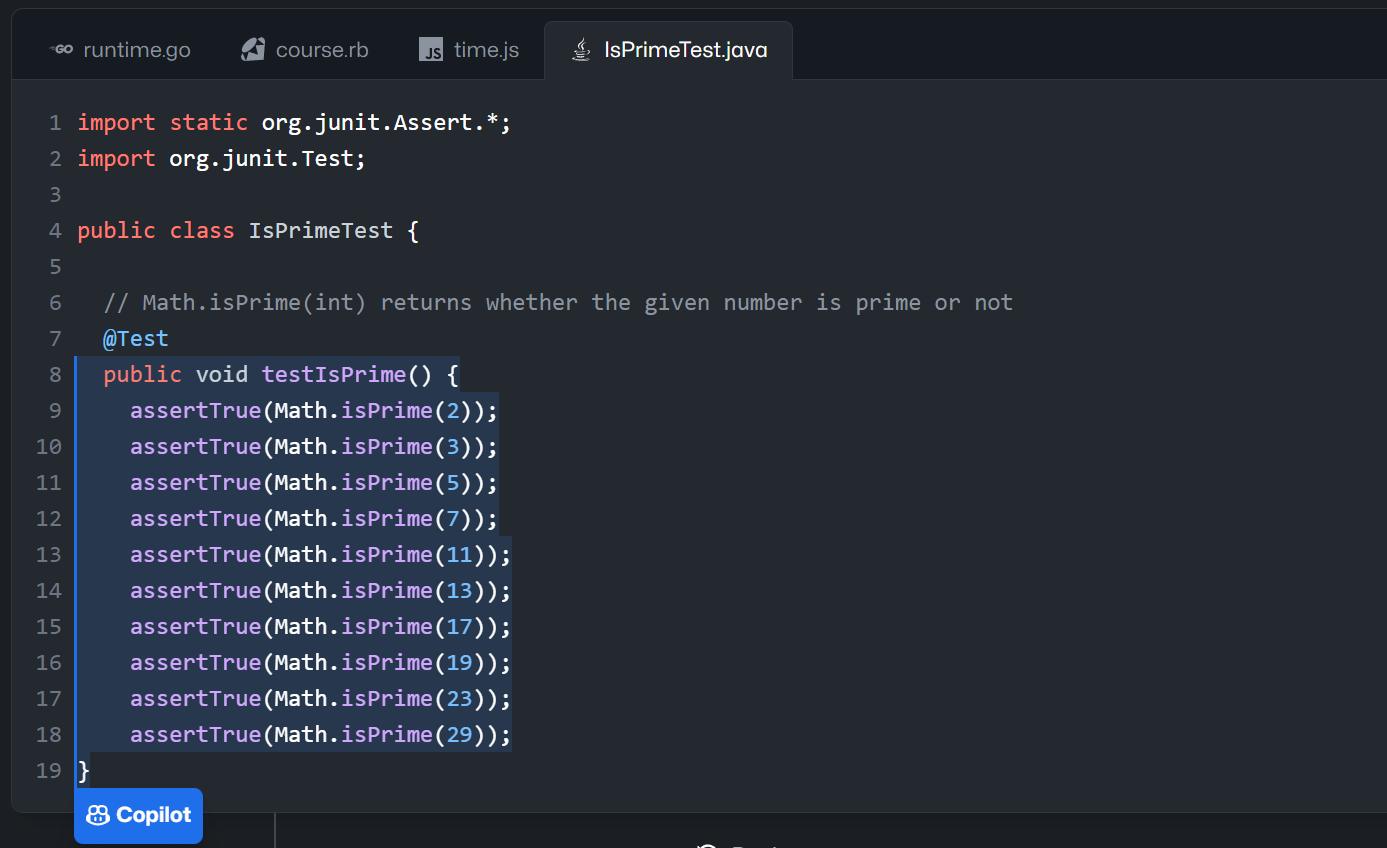 GO runtime.go course.rb JS time.js IsPrimeTest.java
1 import static org.junit.Assert.*;
2 import org.junit.Test;
3
4 public class IsPrimeTest {
5
6 // Math.isPrime(int) returns whether the given number is prime or not
7 @Test
8 public void testIsPrime() {
9 assertTrue(Math.isPrime(2));
10 assertTrue(Math.isPrime(3));
11 assertTrue(Math.isPrime(5));
12 assertTrue(Math.isPrime(7));
13 assertTrue(Math.isPrime(11));
14 assertTrue(Math.isPrime(13));
15 assertTrue(Math.isPrime(17));
16 assertTrue(Math.isPrime(19));
17 assertTrue(Math.isPrime(23));
18 assertTrue(Math.isPrime(29));
19 }
Copilot